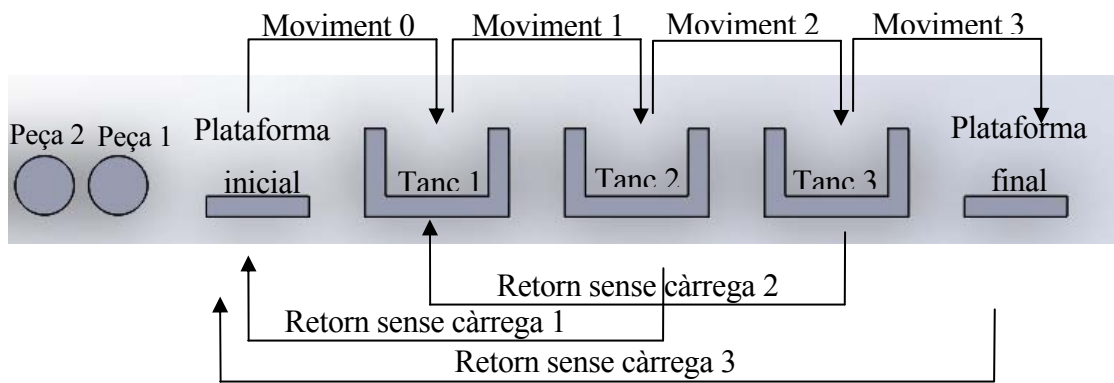 Moviment 0 Moviment 1 Moviment 2 Moviment 3
Peça 2 Peça 1 Plataforma Plataforma
inicial Tanc 1 Tanc 2 Tanc 3 final
Retorn sense càrrega 2
Retorn sense càrrega 1
Retorn sense càrrega 3